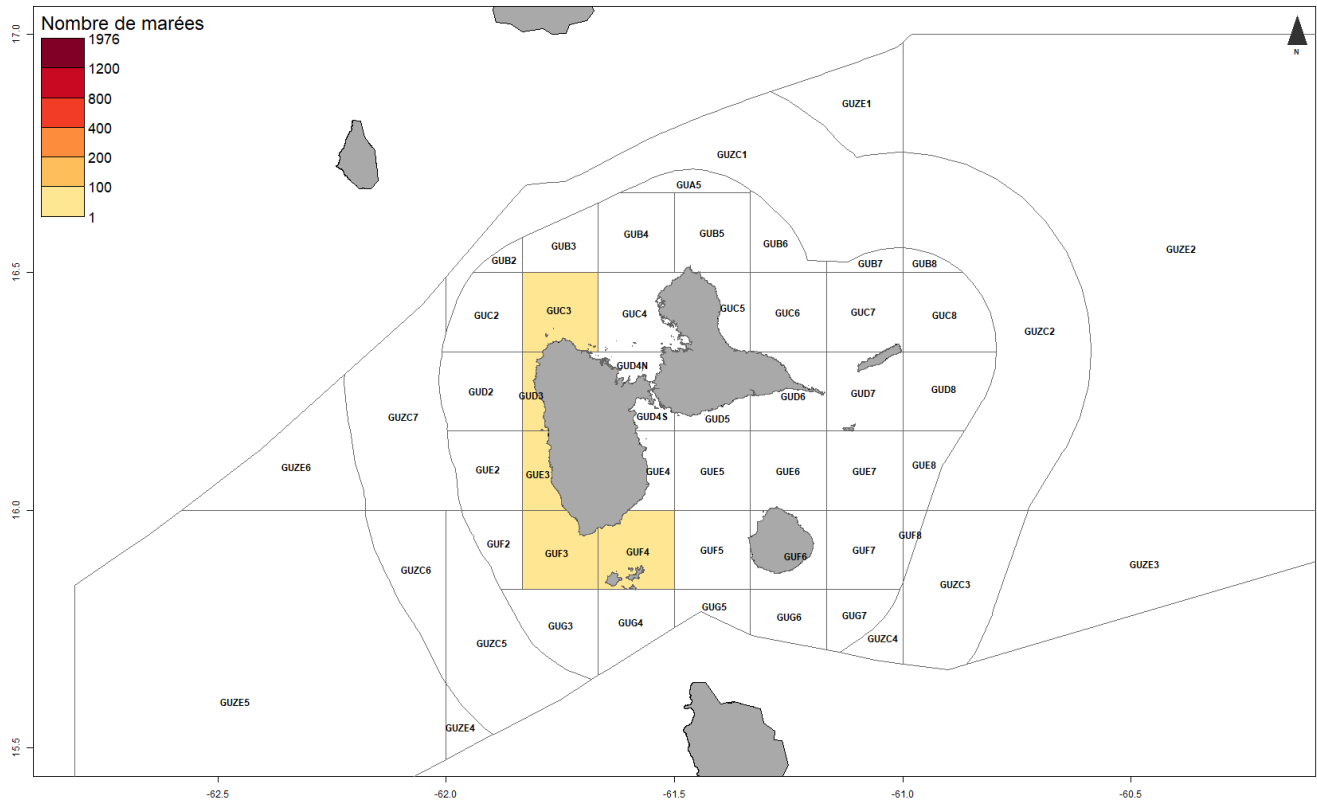 Nombre de marées
1976
1200
800
400
200
100
1
N
17.0
16.5
16.0
15.5
-62.5
-62.0
-61.5
-61.0
-60.5
GUZE1
GUZC1
GUA5
GUB4
GUB5
GUB3
GUB6
GUZE2
GUB2
GUB7
GUB8
GUC2
GUC3
GUC4
GUC5
GUC6
GUC7
GUC8
GUZC2
GUD4N
GUD2
GUD3
GUD6
GUD7
GUD8
GUZC7
GUD4S
GUD5
GUZE6
GUE2
GUE3
GUE4
GUE5
GUE6
GUE7
GUE8
GUF2
GUF3
GUF4
GUF5
GUF6
GUF7
GUF8
GUZE3
GUZC6
GUZC3
GUG5
GUG3
GUG4
GUG6
GUG7
GUZC5
GUZC4
GUZE5
GUZE4